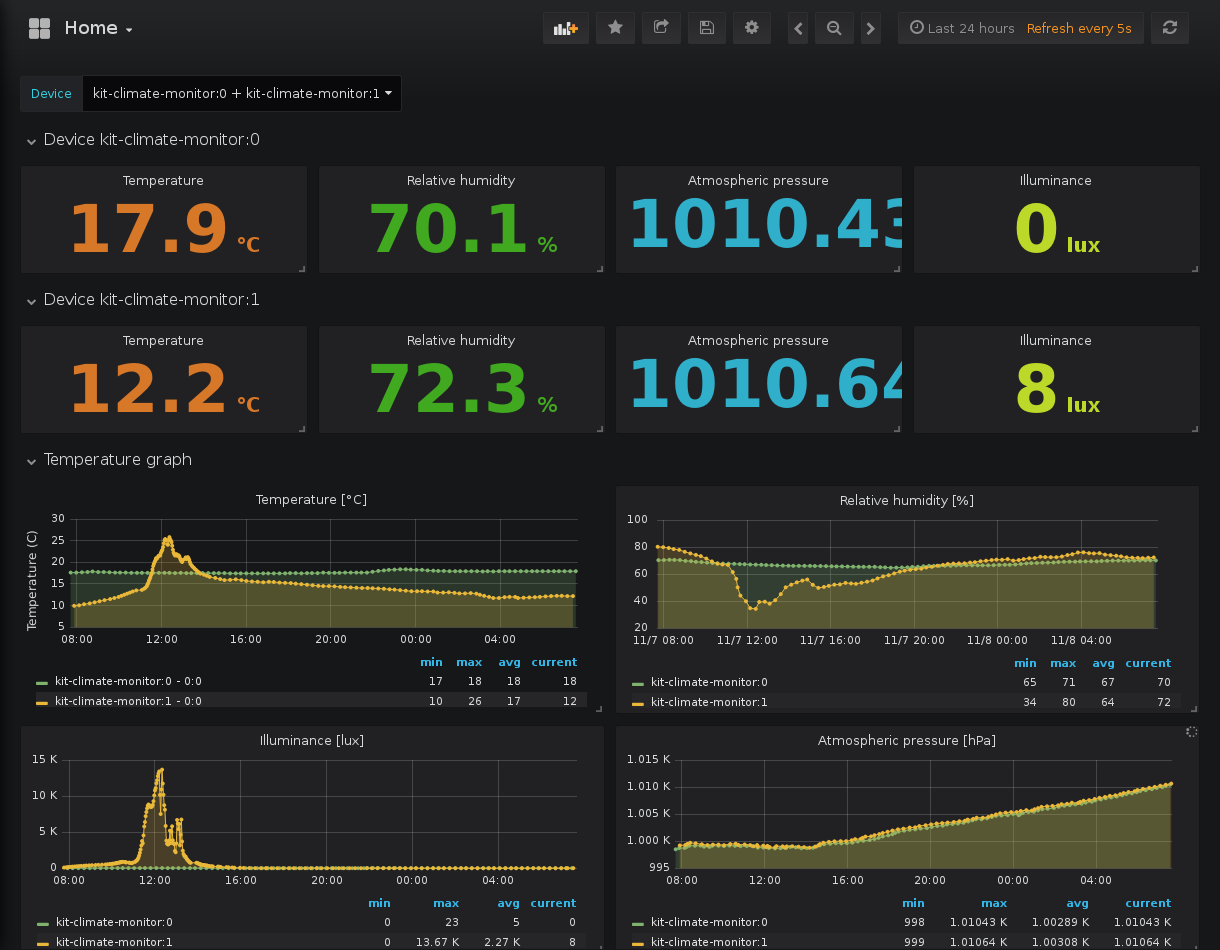 Home
Last 24 hours Refresh every 5s
Device kit-climate-monitor:0 + kit-climate-monitor:1
Device kit-climate-monitor:0
Temperature Relative humidity Atmospheric pressure Illuminance
17.9 °C 70.1 % 1010.43 0 lux
Device kit-climate-monitor:1
Temperature Relative humidity Atmospheric pressure Illuminance
12.2 °C 72.3 % 1010.64 8 lux
Temperature graph
Temperature [°C]
Temperature (C)
30
25
20
15
10
5
08:00 12:00 16:00 20:00 00:00 04:00
min max avg current
kit-climate-monitor:0 - 0:0 17 18 18 18
kit-climate-monitor:1 - 0:0 10 26 17 12
Relative humidity [%]
100
80
60
40
20
11/7 08:00 11/7 12:00 11/7 16:00 11/7 20:00 11/8 00:00 11/8 04:00
min max avg current
kit-climate-monitor:0 65 71 67 70
kit-climate-monitor:1 34 80 64 72
Illuminance [lux]
15 K
10 K
5 K
0
08:00 12:00 16:00 20:00 00:00 04:00
min max avg current
kit-climate-monitor:0 0 23 5 0
kit-climate-monitor:1 0 13.67 K 2.27 K 8
Atmospheric pressure [hPa]
1.015 K
1.010 K
1.005 K
1.000 K
995
08:00 12:00 16:00 20:00 00:00 04:00
min max avg current
kit-climate-monitor:0 998 1.01043 K 1.00289 K 1.01043 K
kit-climate-monitor:1 999 1.01064 K 1.00308 K 1.01064 K